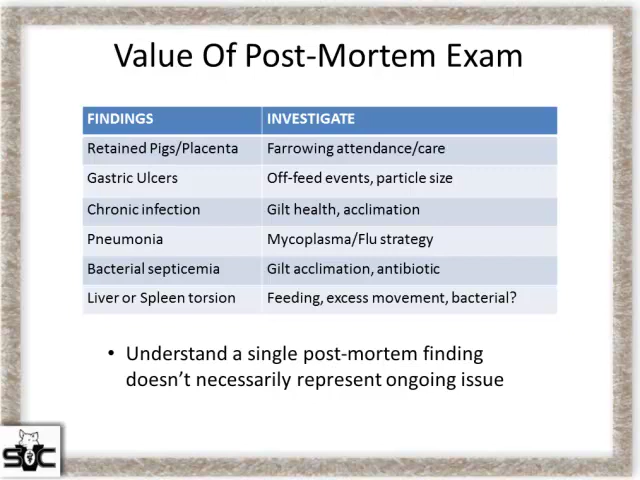 Value Of Post-Mortem Exam
FINDINGS INVESTIGATE
Retained Pigs/Placenta Farrowing attendance/care
Gastric Ulcers Off-feed events, particle size
Chronic infection Gilt health, acclimation
Pneumonia Mycoplasma/Flu strategy
Bacterial septicemia Gilt acclimation, antibiotic
Liver or Spleen torsion Feeding, excess movement, bacterial?
• Understand a single post-mortem finding
doesn't necessarily represent ongoing issue
SVC